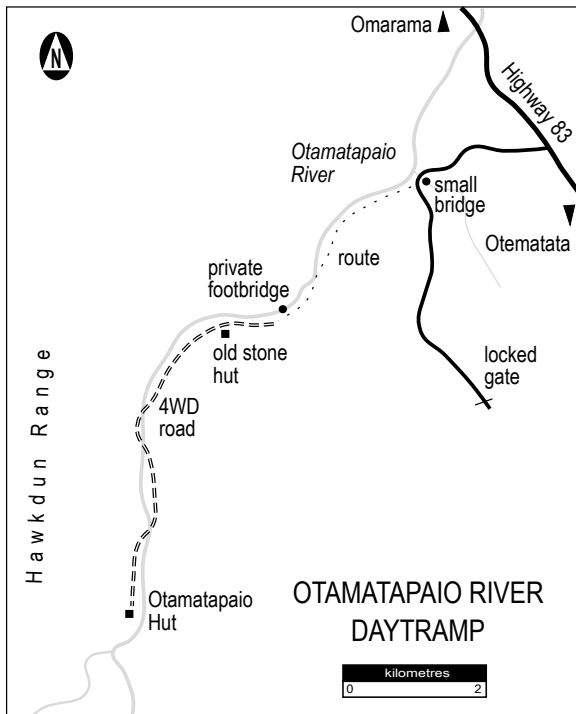 Omarama
N
Highway 83
Otamatapaio
River
small
bridge
Otematata
route
private
footbridge
old stone
hut
locked
gate
4WD
road
Hawkdun Range
Otamatapaio
Hut
OTAMATAPAIO RIVER
DAYTRAMP
kilometres
0 2